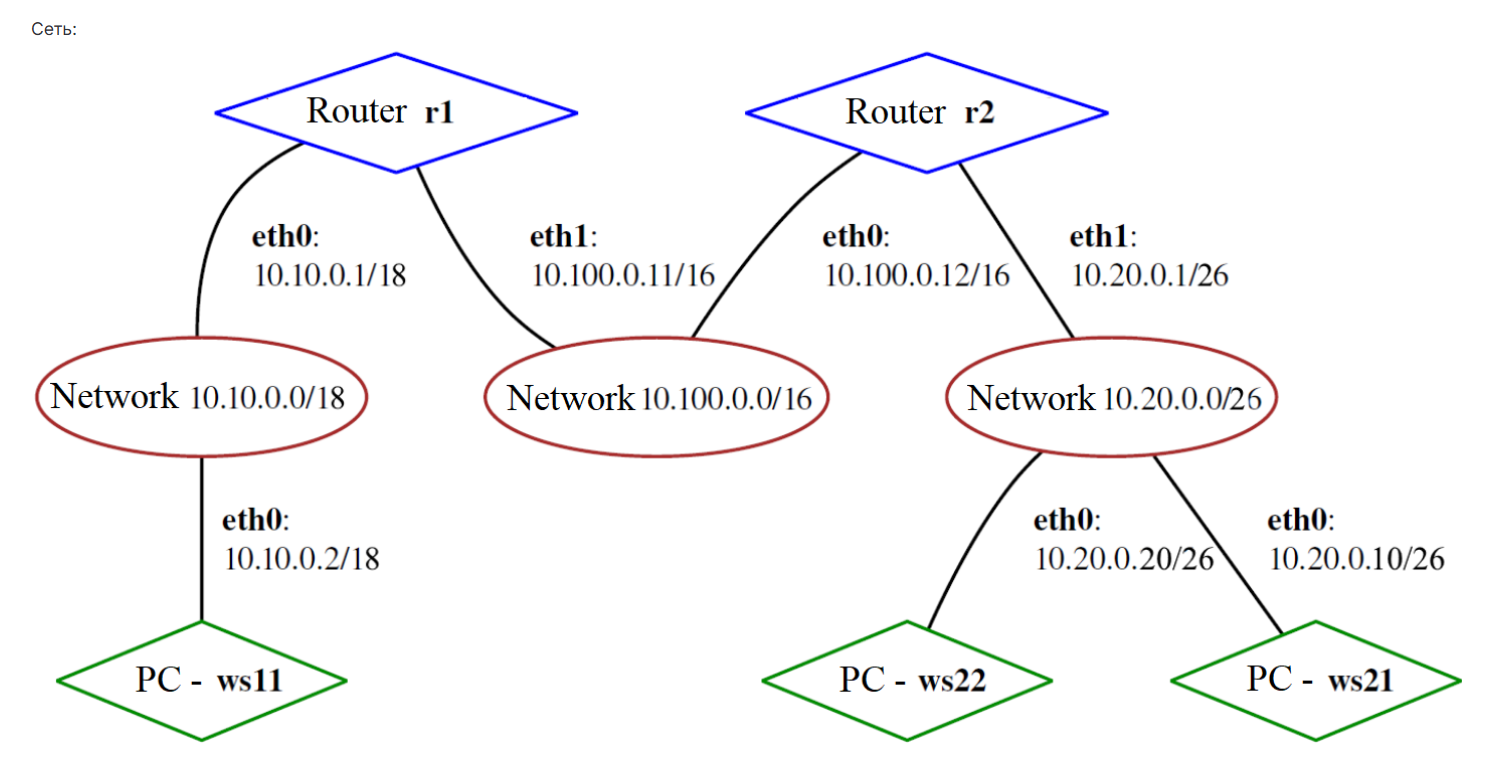 Сеть:
Router r1
Router r2
eth0:
10.10.0.1/18
eth1:
10.100.0.11/16
eth0:
10.100.0.12/16
eth1:
10.20.0.1/26
Network 10.10.0.0/18
Network 10.100.0.0/16
Network 10.20.0.0/26
eth0:
10.10.0.2/18
eth0:
10.20.0.20/26
eth0:
10.20.0.10/26
PC - ws11
PC - ws22
PC - ws21